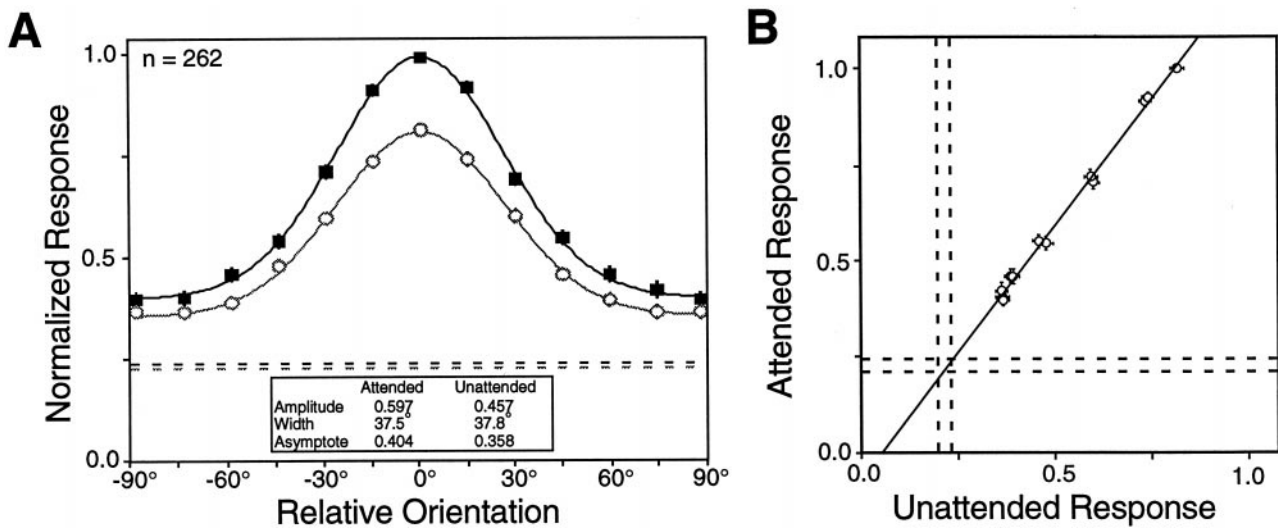 A
n = 262
1.0
0.5
0.0
Normalized Response
Attended Unattended
Amplitude 0.597 0.457
Width 37.5° 37.8°
Asymptote 0.404 0.358
-90° -60° -30° 0° 30° 60° 90°
Relative Orientation
B
1.0
0.5
0.0
Attended Response
0.0 0.5 1.0
Unattended Response